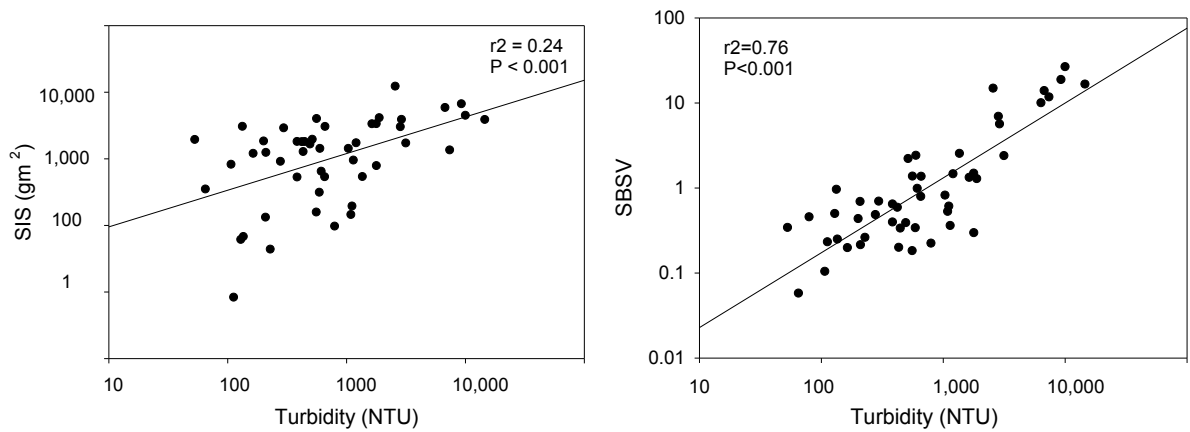 r2 = 0.24
P < 0.001
10,000
1,000
100
1
SIS (gm ²)
10 100 1000 10,000
Turbidity (NTU)
r2=0.76
P<0.001
100
10
1
0.1
0.01
SBSV
10 100 1,000 10,000
Turbidity (NTU)